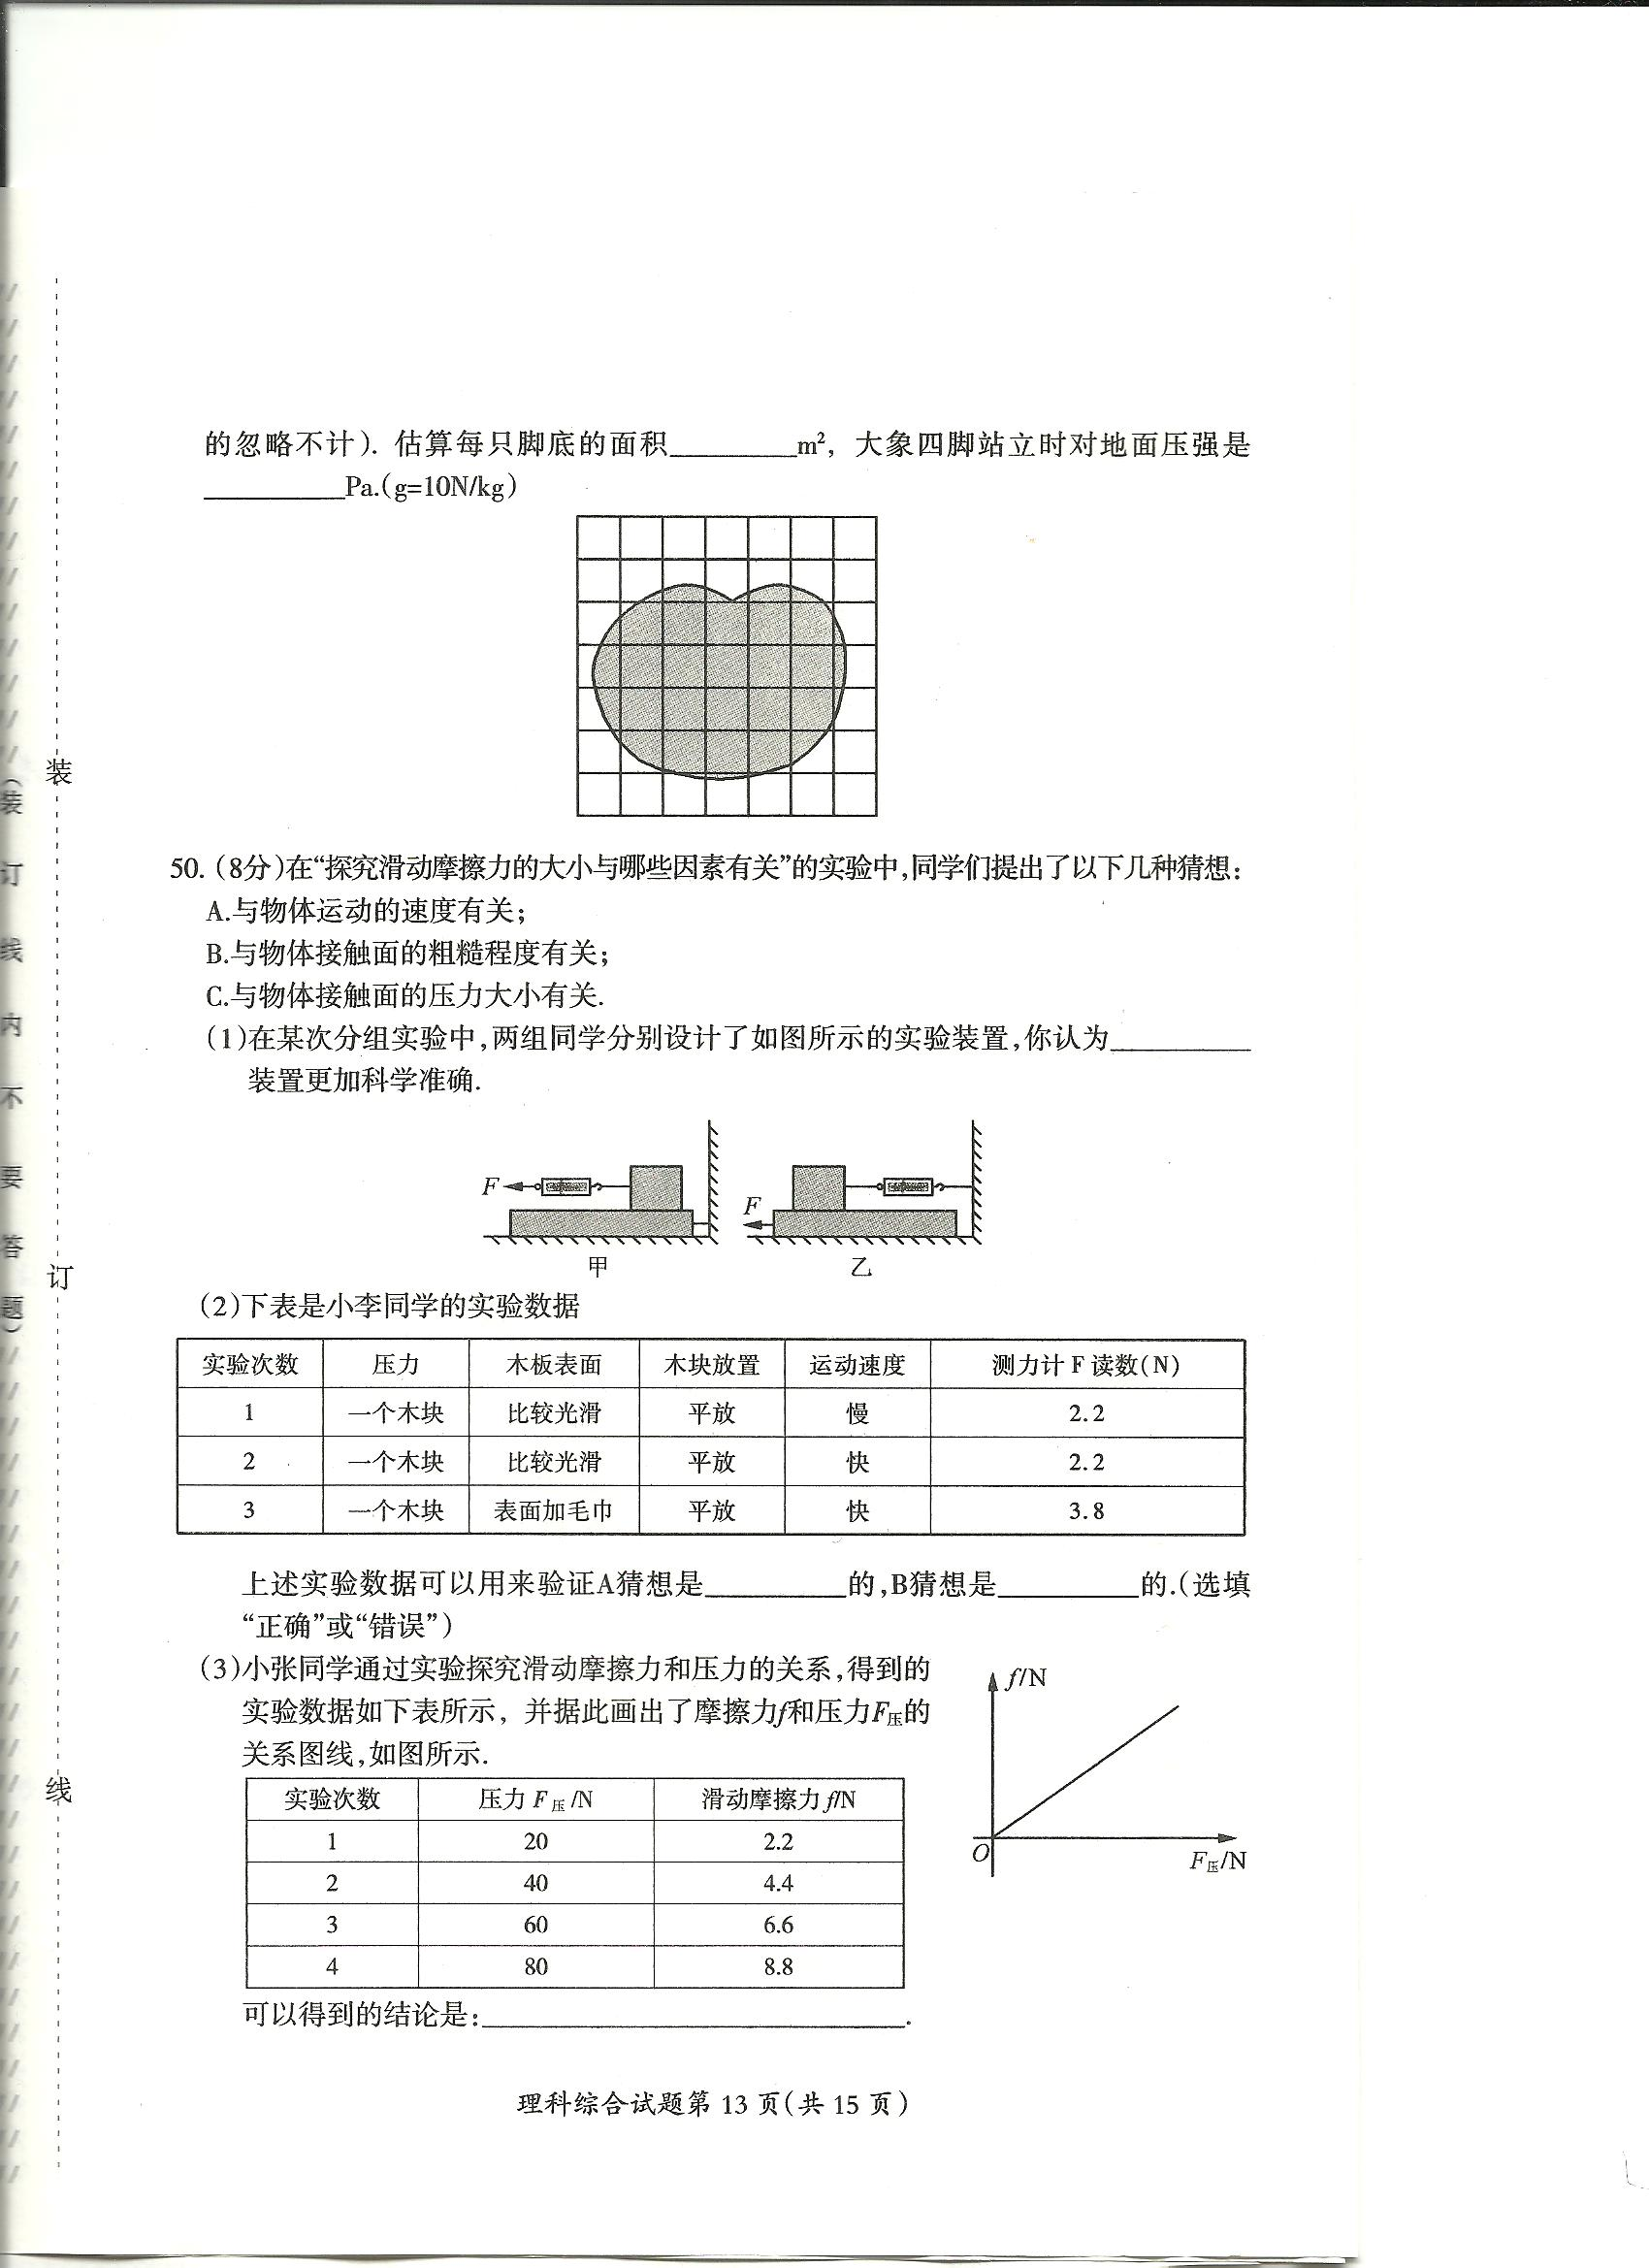 的忽略不计). 估算每只脚底的面积_________m², 大象四脚站立时对地面压强是
__________Pa.(g=10N/kg)
50. (8分)在“探究滑动摩擦力的大小与哪些因素有关”的实验中,同学们提出了以下几种猜想:
A.与物体运动的速度有关;
B.与物体接触面的粗糙程度有关;
C.与物体接触面的压力大小有关.
(1)在某次分组实验中,两组同学分别设计了如图所示的实验装置,你认为__________
装置更加科学准确.
F
F
甲
乙
(2)下表是小李同学的实验数据
实验次数 压力 木板表面 木块放置 运动速度 测力计 F 读数(N)
1 一个木块 比较光滑 平放 慢 2.2
2 一个木块 比较光滑 平放 快 2.2
3 一个木块 表面加毛巾 平放 快 3.8
上述实验数据可以用来验证A猜想是__________的,B猜想是__________的.(选填
“正确”或“错误”)
(3)小张同学通过实验探究滑动摩擦力和压力的关系,得到的
实验数据如下表所示, 并据此画出了摩擦力f和压力F压的
关系图线,如图所示.
f/N
O
F压/N
实验次数 压力 F压/N 滑动摩擦力 f/N
1 20 2.2
2 40 4.4
3 60 6.6
4 80 8.8
可以得到的结论是:______________________________.
理科综合试题第 13 页(共 15 页)
装
订
线
(装
订
线
内
不
要
答
题)